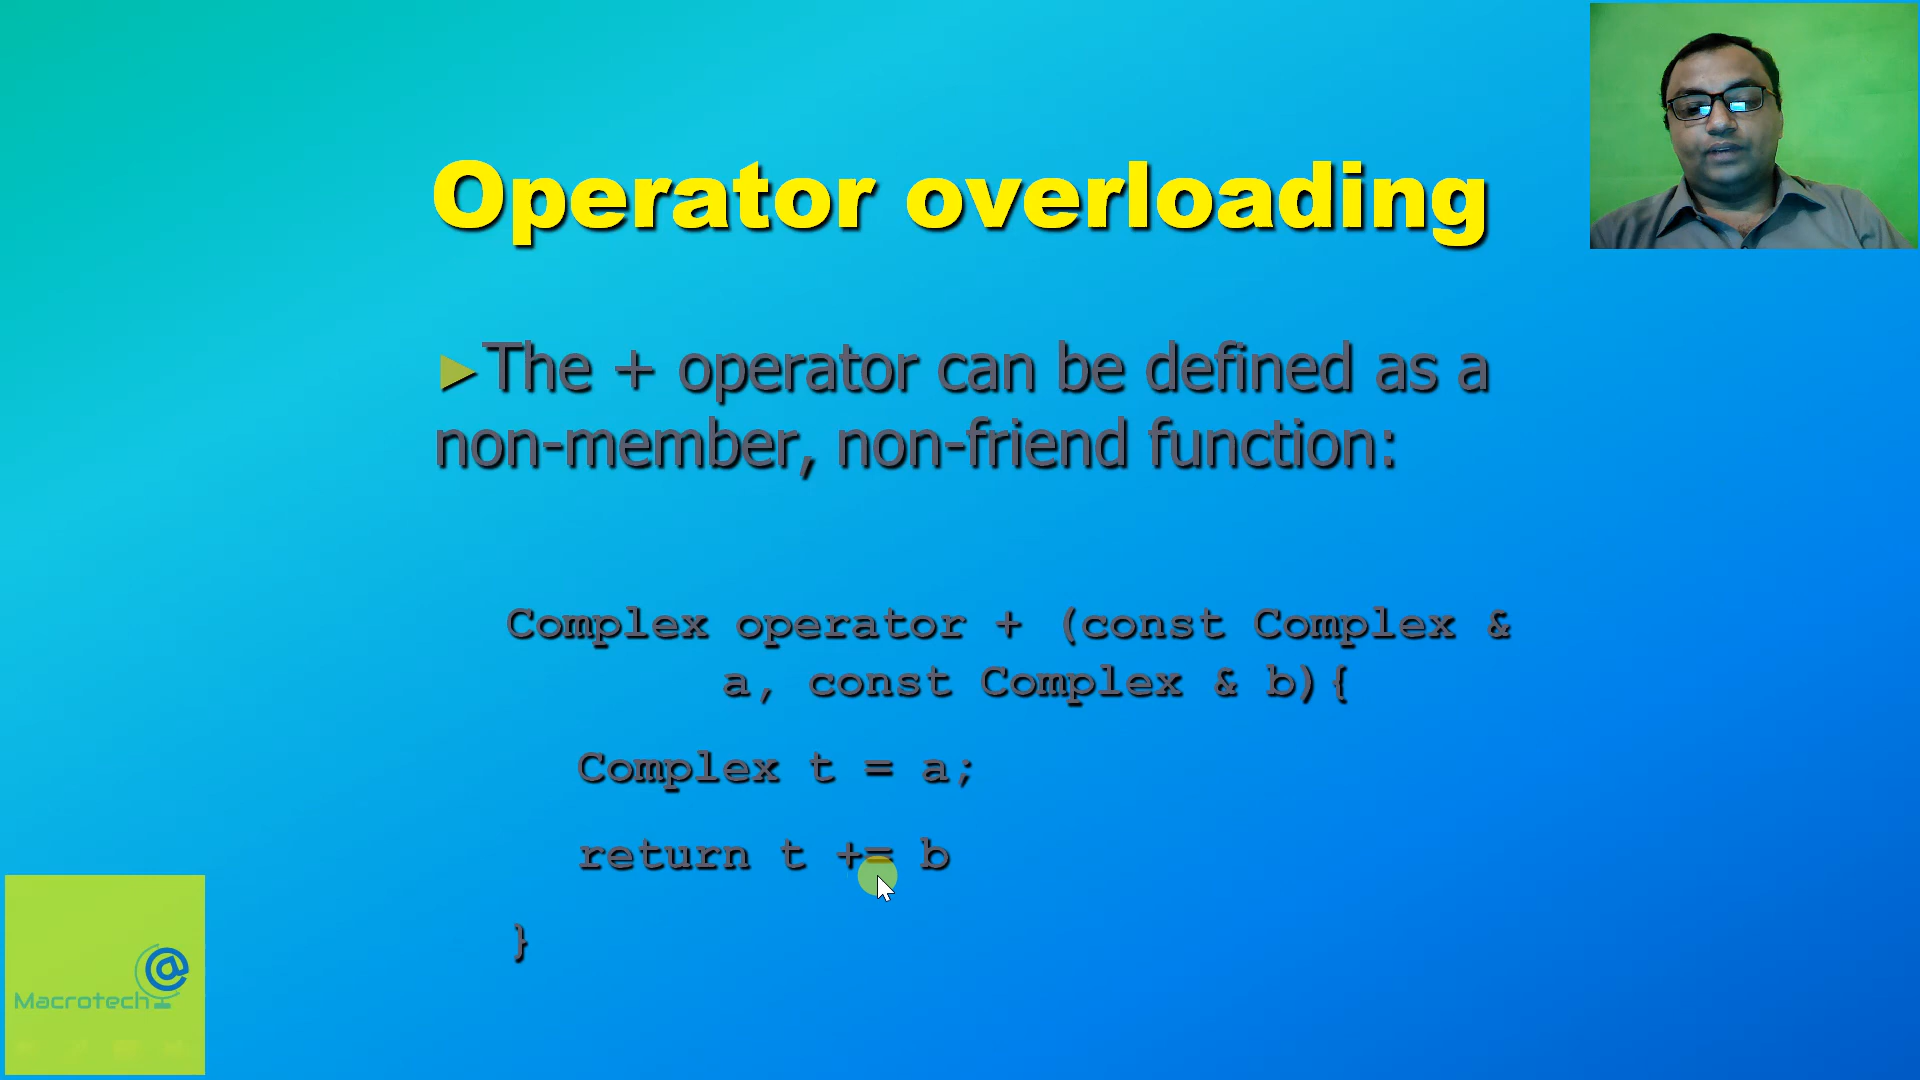 Operator overloading
►The + operator can be defined as a
non-member, non-friend function:
Complex operator + (const Complex &
a, const Complex & b){
Complex t = a;
return t += b
}
Macrotech
@